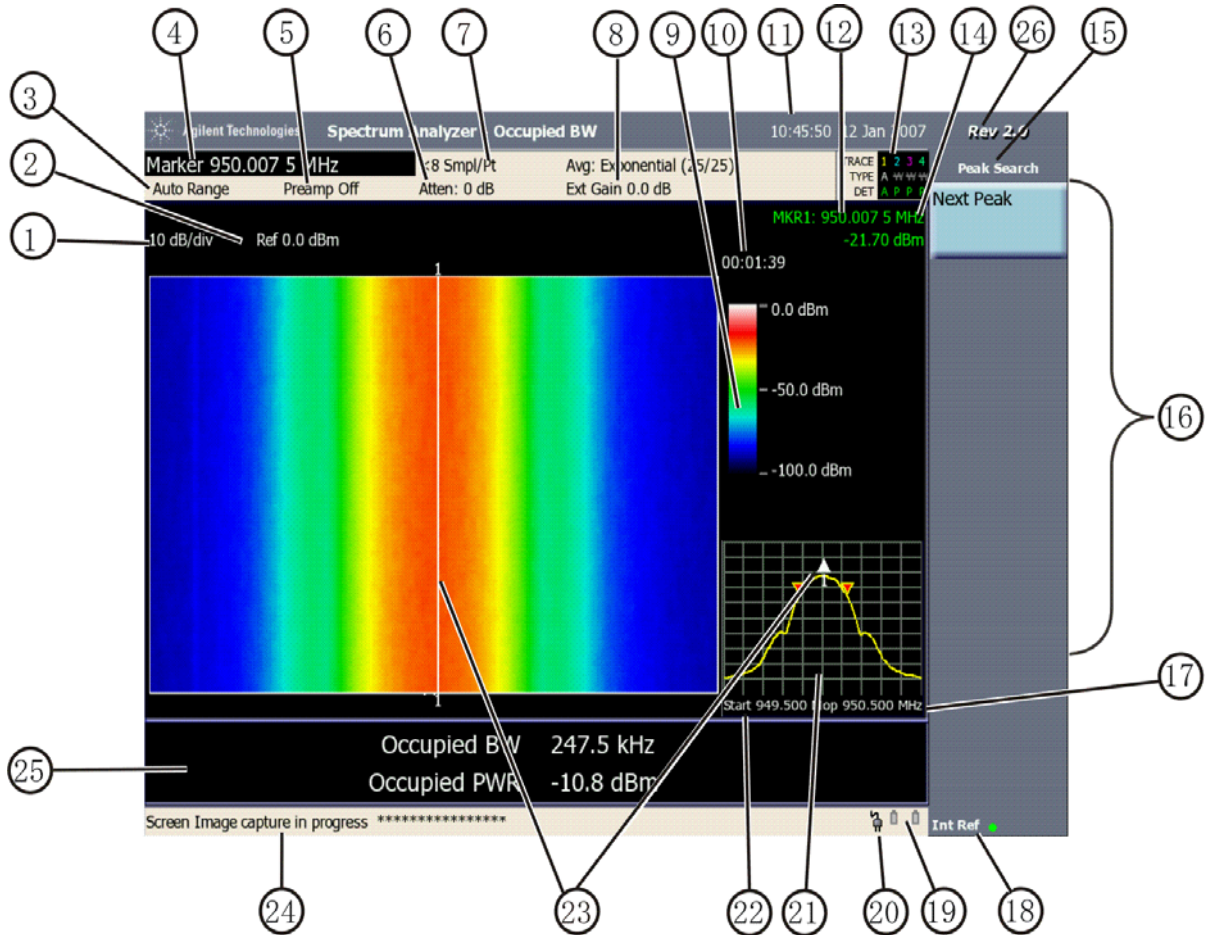 4 5 6 7 8 9 10 11 12 13 14 26 15
3
2
1
Agilent Technologies Spectrum Analyzer Occupied BW 10:45:50 12 Jan 2007 Rev 2.0
Marker 950.007 5 MHz <8 Smpl/Pt Avg: Exponential (25/25) TRACE 1 2 3 4
TYPE A W W W
Auto Range Preamp Off Atten: 0 dB Ext Gain 0.0 dB DET A P P P
Peak Search
Next Peak
MKR1: 950.007 5 MHz
-21.70 dBm
10 dB/div Ref 0.0 dBm
00:01:39
1
0.0 dBm
-50.0 dBm
-100.0 dBm
16
1
1
Start 949.500 Stop 950.500 MHz
17
Occupied BW 247.5 kHz
Occupied PWR -10.8 dBm
25
Screen Image capture in progress ****************
Int Ref
24 23 22 21 20 19 18